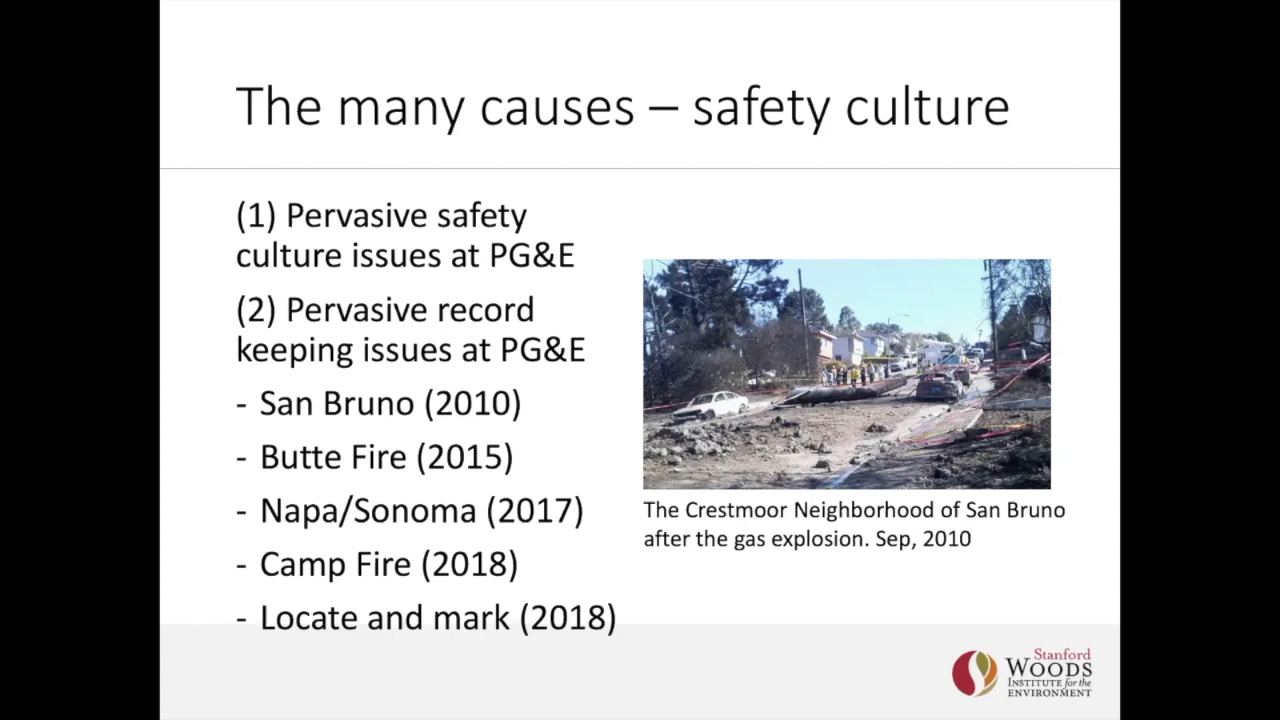 The many causes – safety culture
(1) Pervasive safety
culture issues at PG&E
(2) Pervasive record
keeping issues at PG&E
- San Bruno (2010)
- Butte Fire (2015)
- Napa/Sonoma (2017)
- Camp Fire (2018)
- Locate and mark (2018)
The Crestmoor Neighborhood of San Bruno
after the gas explosion. Sep, 2010
Stanford
WOODS
INSTITUTE for the
ENVIRONMENT